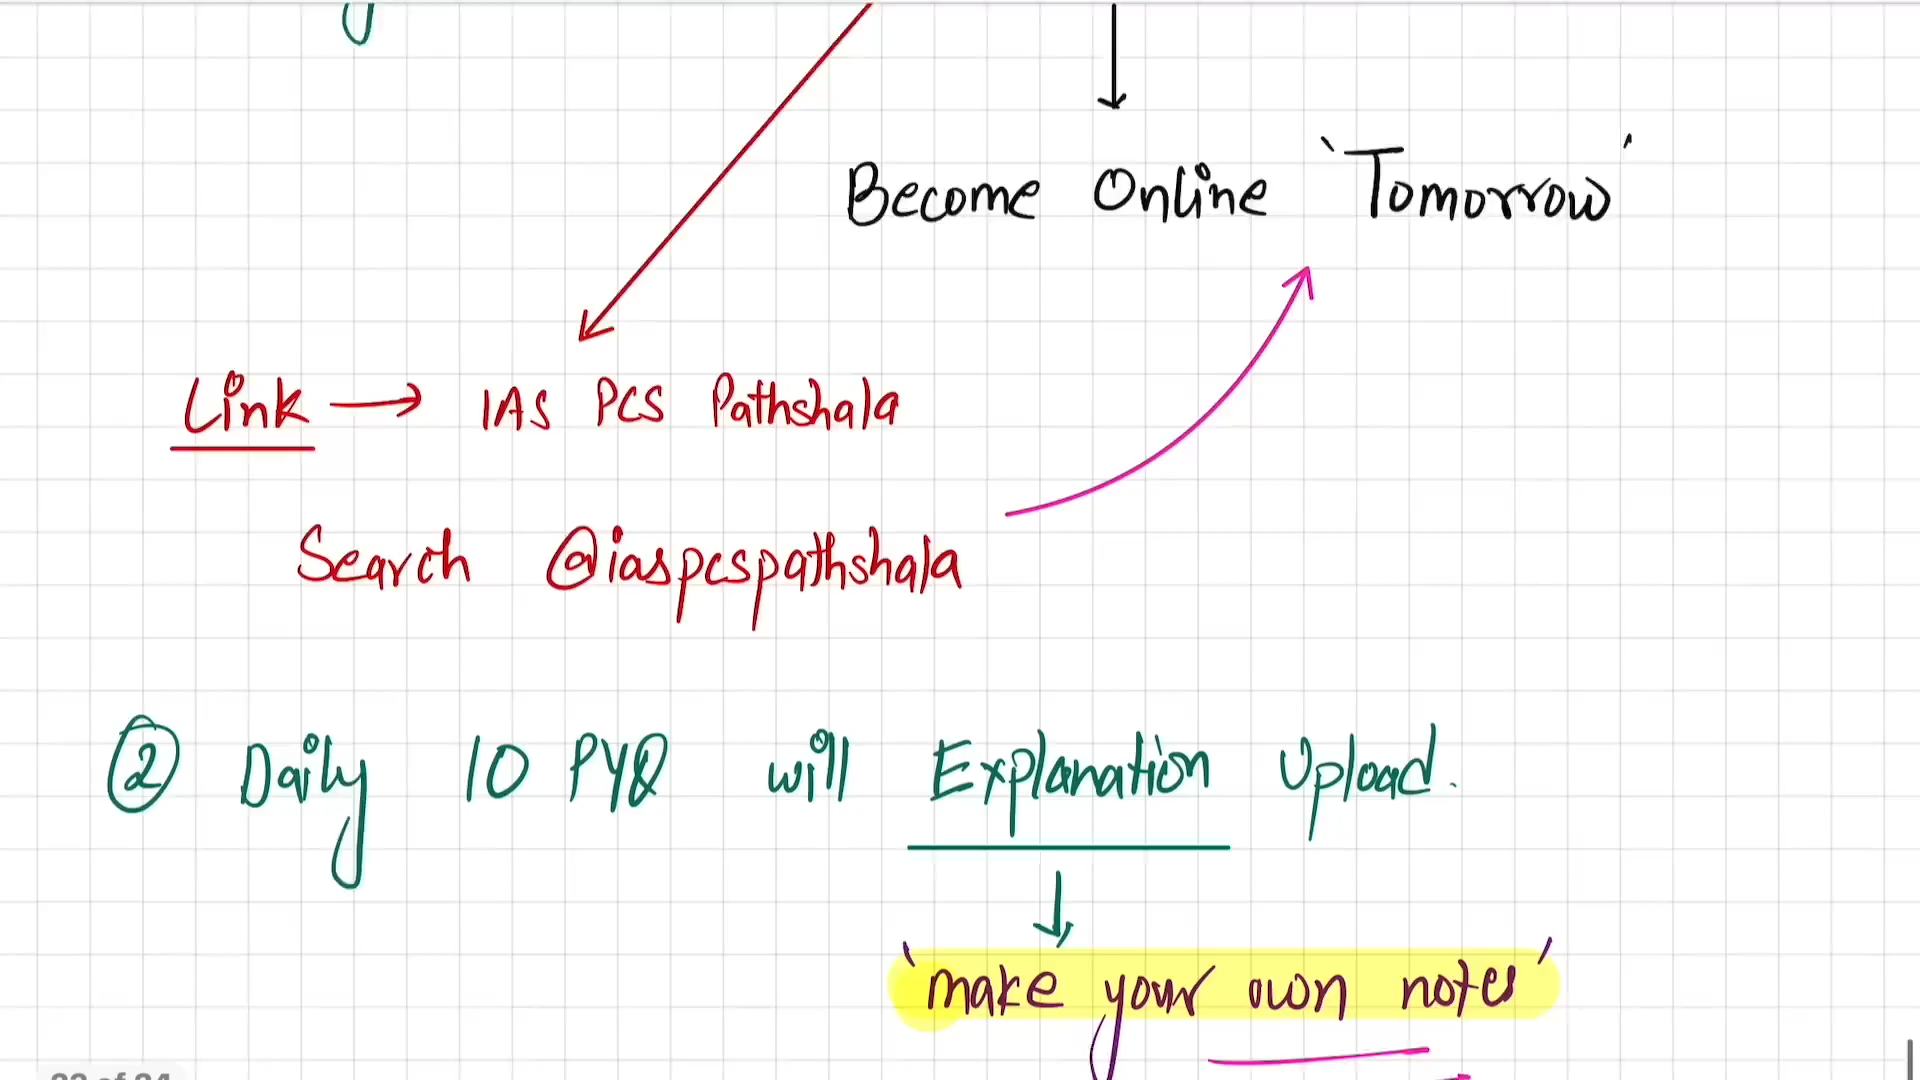 Become Online 'Tomorrow'
Link → IAS PCS Pathshala
Search @iaspcspathshala
② Daily 10 PYQ will Explanation Upload.
'make your own notes'